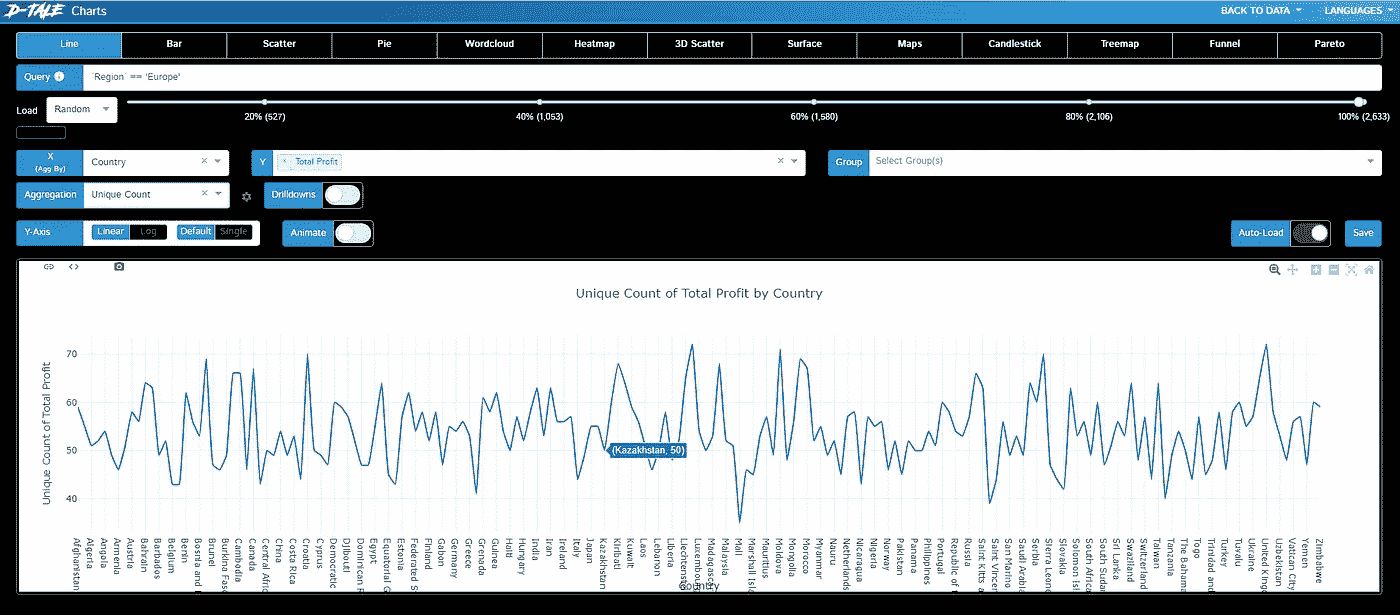 D-TALE Charts BACK TO DATA LANGUAGES
Line Bar Scatter Pie Wordcloud Heatmap 3D Scatter Surface Maps Candlestick Treemap Funnel Pareto
Query `Region` == 'Europe'
Load Random 20% (527) 40% (1,053) 60% (1,580) 80% (2,106) 100% (2,633)
X (Agg By) Country × Y × Total Profit × Group Select Group(s)
Aggregation Unique Count × Drilldowns
Y-Axis Linear Log Default Single Animate Auto-Load Save
Unique Count of Total Profit by Country
Unique Count of Total Profit
70
60
50
40
(Kazakhstan, 50)
Afghanistan
Algeria
Angola
Armenia
Austria
Bahrain
Barbados
Belgium
Benin
Bosnia and
Brunei
Burkina Fas
Cambodia
Canada
Central Afric
China
Costa Rica
Croatia
Cyprus
Democratic
Djibouti
Dominican R
Egypt
Equatorial G
Estonia
Federated S
Finland
Gabon
Germany
Greece
Grenada
Guinea
Haiti
Hungary
India
Iran
Ireland
Italy
Japan
Kazakhstan
Kiribati
Kuwait
Laos
Lebanon
Liberia
Liechtenst
Luxembour
Madagasc
Malaysia
Mali
Marshall Isl
Mauritius
Moldova
Mongolia
Morocco
Myanmar
Nauru
Netherlands
Nicaragua
Nigeria
Norway
Pakistan
Panama
Philippines
Portugal
Republic of t
Russia
Saint Kitts a
Saint Vincen
San Marino
Saudi Arabia
Serbia
Sierra Leone
Slovakia
Solomon Isl
South Africa
South Sudan
Sri Lanka
Swaziland
Switzerland
Taiwan
Tanzania
The Bahama
Togo
Trinidad and
Turkey
Tuvalu
Ukraine
United Kingd
Uzbekistan
Vatican City
Yemen
Zimbabwe
Country